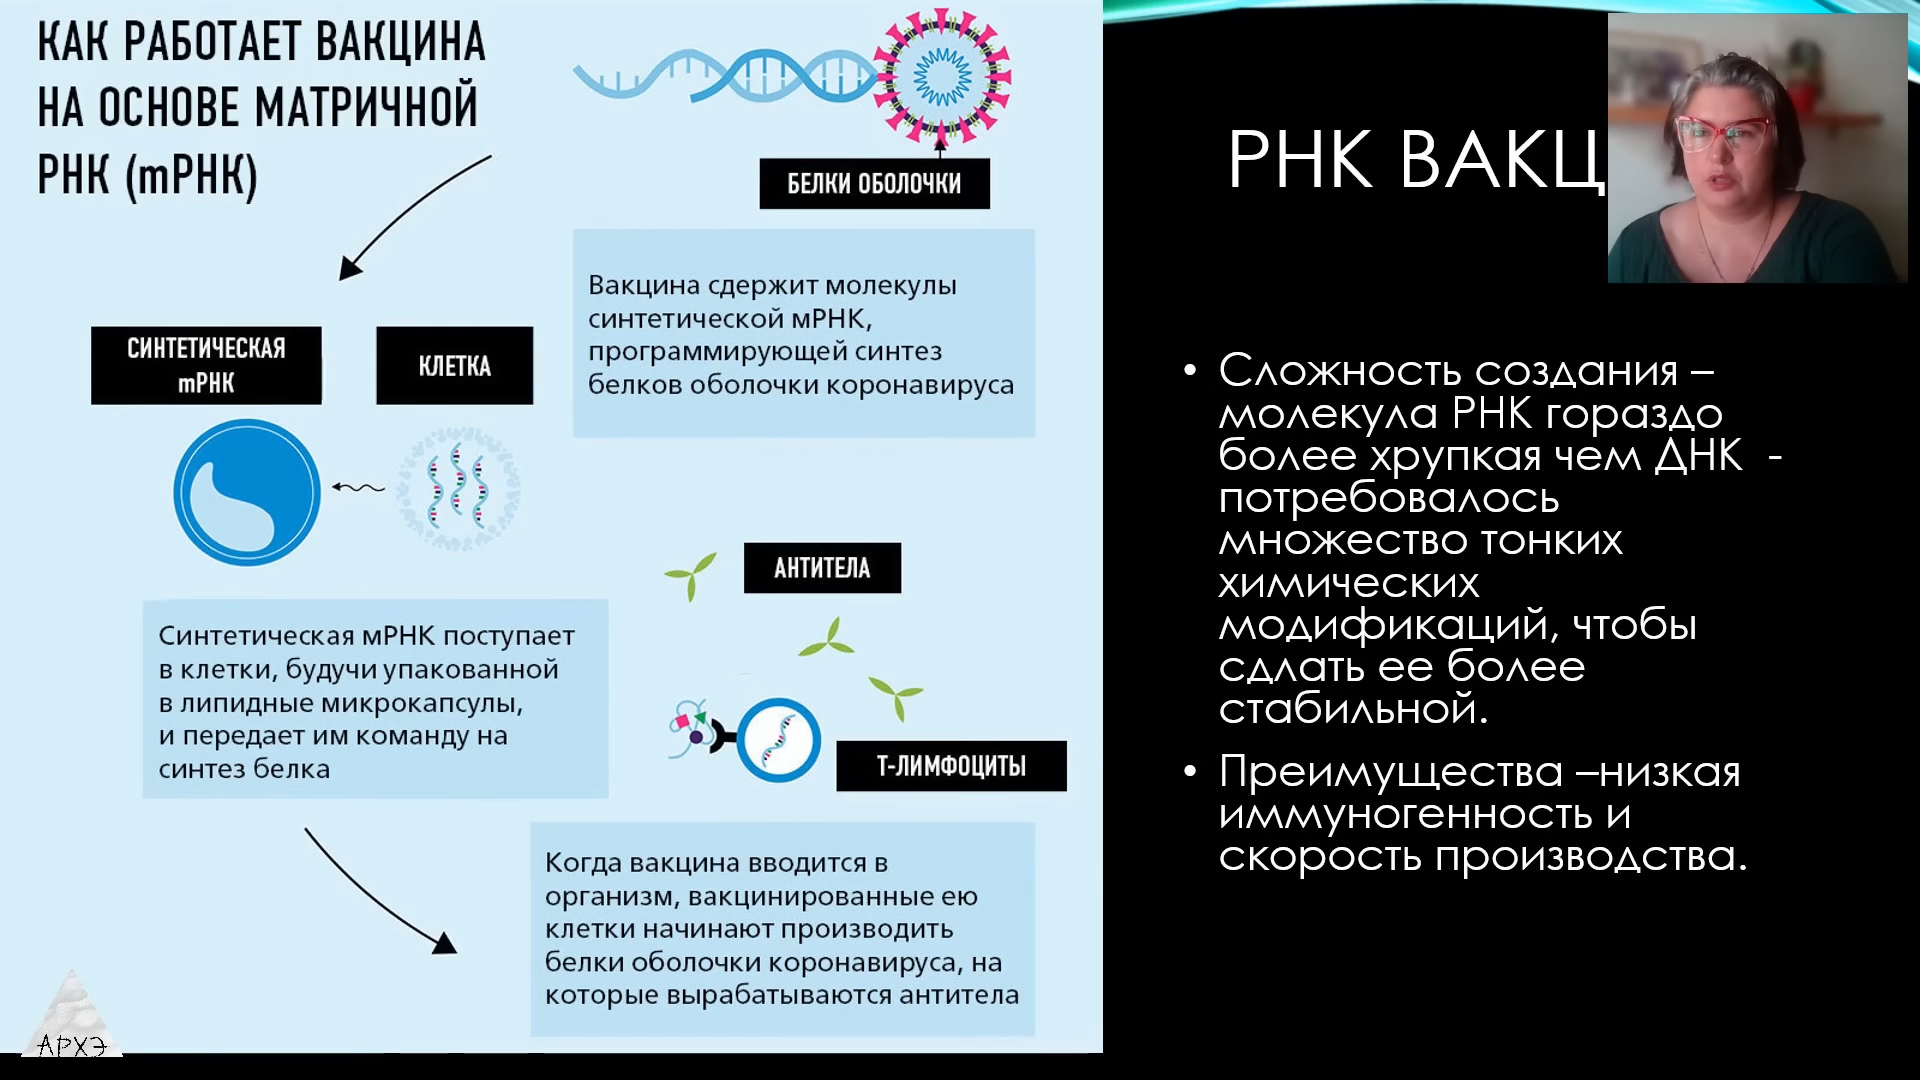 КАК РАБОТАЕТ ВАКЦИНА
НА ОСНОВЕ МАТРИЧНОЙ
РНК (mРНК)
БЕЛКИ ОБОЛОЧКИ
Вакцина сдержит молекулы
синтетической мРНК,
программирующей синтез
белков оболочки коронавируса
СИНТЕТИЧЕСКАЯ
mРНК
КЛЕТКА
Синтетическая мРНК поступает
в клетки, будучи упакованной
в липидные микрокапсулы,
и передает им команду на
синтез белка
АНТИТЕЛА
Т-ЛИМФОЦИТЫ
Когда вакцина вводится в
организм, вакцинированные ею
клетки начинают производить
белки оболочки коронавируса, на
которые вырабатываются антитела
АРХЭ
РНК ВАКЦ
• Сложность создания –
молекула РНК гораздо
более хрупкая чем ДНК -
потребовалось
множество тонких
химических
модификаций, чтобы
сдлать ее более
стабильной.
• Преимущества –низкая
иммуногенность и
скорость производства.